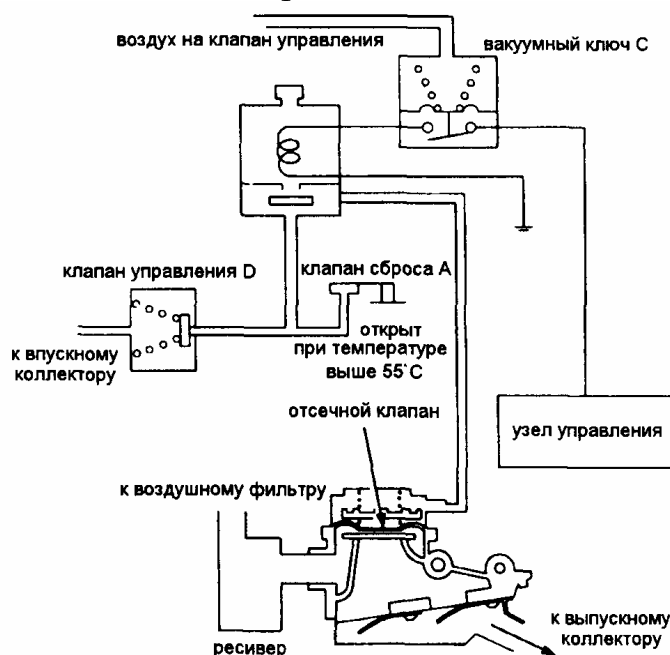 воздух на клапан управления
вакуумный ключ С
клапан управления D
клапан сброса А
к впускному
коллектору
открыт
при температуре
выше 55°С
отсечной клапан
узел управления
к воздушному фильтру
ресивер
к выпускному
коллектору